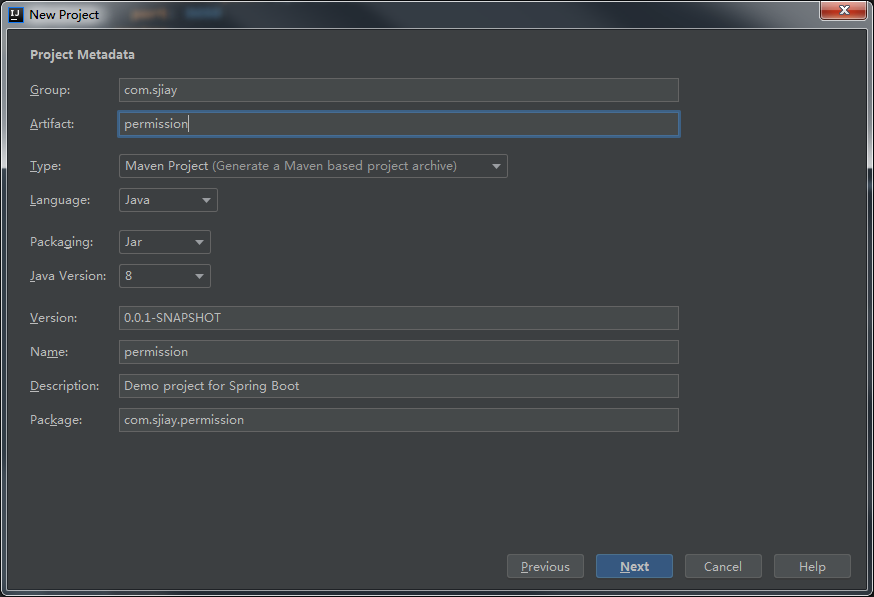 New Project
Project Metadata
Group: com.sjiay
Artifact: permission
Type: Maven Project (Generate a Maven based project archive)
Language: Java
Packaging: Jar
Java Version: 8
Version: 0.0.1-SNAPSHOT
Name: permission
Description: Demo project for Spring Boot
Package: com.sjiay.permission
Previous Next Cancel Help